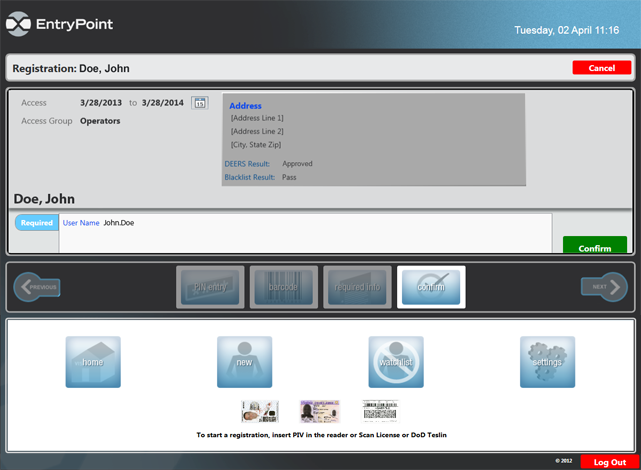 EntryPoint
Tuesday, 02 April 11:16
Registration: Doe, John
Cancel
Access 3/28/2013 to 3/28/2014 15
Access Group Operators
Address
[Address Line 1]
[Address Line 2]
[City, State Zip]
DEERS Result: Approved
Blacklist Result: Pass
Doe, John
Required User Name John.Doe
Confirm
PREVIOUS PIN entry barcode required info confirm NEXT
home new watchlist settings
To start a registration, insert PIV in the reader or Scan License or DoD Teslin
© 2012 Log Out